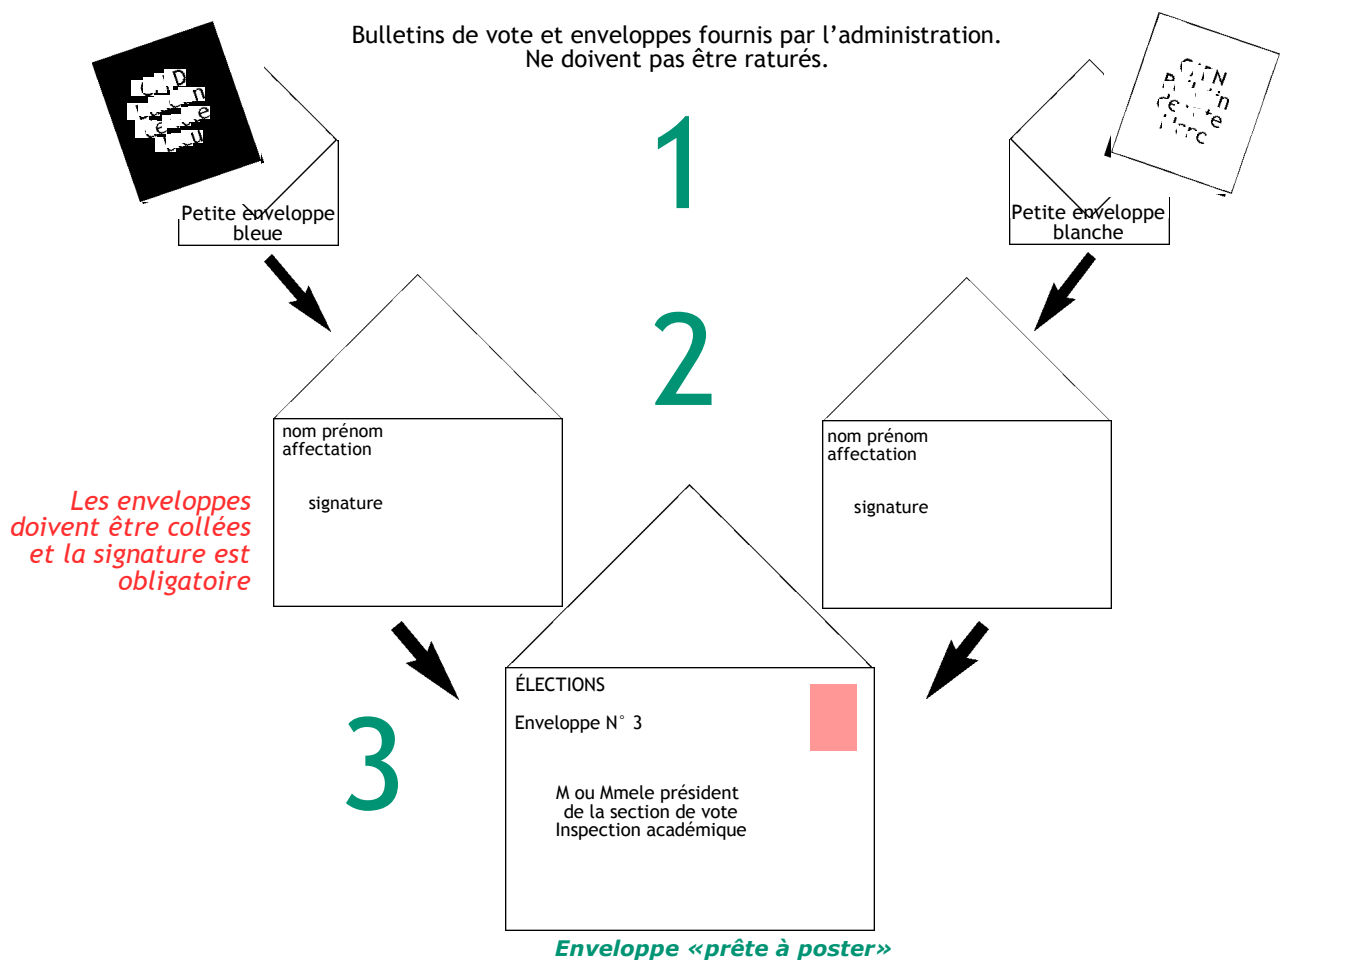 Bulletins de vote et enveloppes fournis par l’administration.
Ne doivent pas être raturés.
1
Petite enveloppe
bleue
Petite enveloppe
blanche
2
nom prénom
affectation
signature
nom prénom
affectation
signature
Les enveloppes
doivent être collées
et la signature est
obligatoire
3
ÉLECTIONS
Enveloppe N° 3
M ou Mmele président
de la section de vote
Inspection académique
Enveloppe «prête à poster»